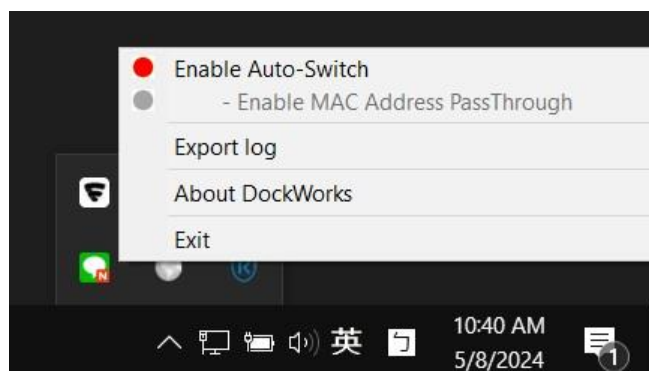 Enable Auto-Switch
- Enable MAC Address PassThrough
Export log
About DockWorks
Exit
N
K
英
ㄅ
10:40 AM
5/8/2024
1